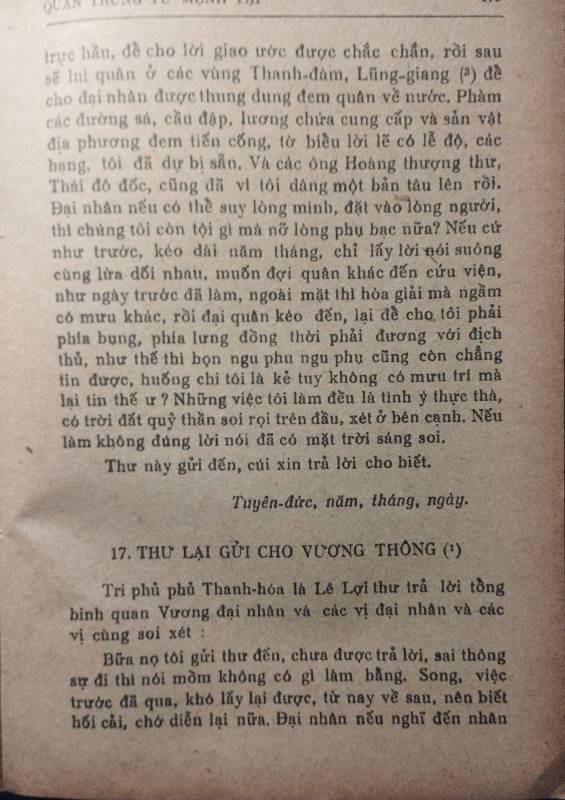 QUÂN TRUNG TỪ MỆNH TẬP
trực hầu, đề cho lời giao ước được chắc chắn, rồi sau
sẽ lui quân ở các vùng Thanh-đàm, Lũng-giang (³) đề
cho đại nhân được thung dung đem quân về nước. Phàm
các đường sá, cầu đập, lương chứa cung cấp và sản vật
địa phương đem tiến cống, tờ biểu lời lẽ có lễ độ, các
hạng, tôi đã dự bị sẵn. Và các ông Hoàng thượng thư,
Thái đô đốc, cũng đã vì tôi dâng một bản tâu lên rồi.
Đại nhân nếu có thể suy lòng mình, đặt vào lòng người,
thì chúng tôi còn tội gì mà nỡ lòng phụ bạc nữa? Nếu cứ
như trước, kéo dài năm tháng, chỉ lấy lời nói suông
cùng lừa dối nhau, muốn đợi quân khác đến cứu viện,
như ngày trước đã làm, ngoài mặt thì hòa giải mà ngầm
có mưu khác, rồi đại quân kéo đến, lại đề cho tôi phải
phía bụng, phía lưng đồng thời phải đương với địch
thủ, như thế thì bọn ngu phu ngu phụ cũng còn chẳng
tin được, huống chi tôi là kẻ tuy không có mưu trí mà
lại tin thế ư ? Những việc tôi làm đều là tình ý thực thà,
có trời đất quỷ thần soi rọi trên đầu, xét ở bên cạnh. Nếu
làm không đúng lời nói đã có mặt trời sáng soi.
Thư này gửi đến, cúi xin trả lời cho biết.
Tuyên-đức, năm, tháng, ngày.
17. THƯ LẠI GỬI CHO VƯƠNG THÔNG (¹)
Tri phủ phủ Thanh-hóa là Lê Lợi thư trả lời tổng
binh quan Vương đại nhân và các vị đại nhân và các
vị cùng soi xét :
Bữa nọ tôi gửi thư đến, chưa được trả lời, sai thông
sự đi thì nói mồm không có gì làm bằng. Song, việc
trước đã qua, khó lấy lại được, từ nay về sau, nên biết
hối cải, chớ diễn lại nữa. Đại nhân nếu nghĩ đến nhân